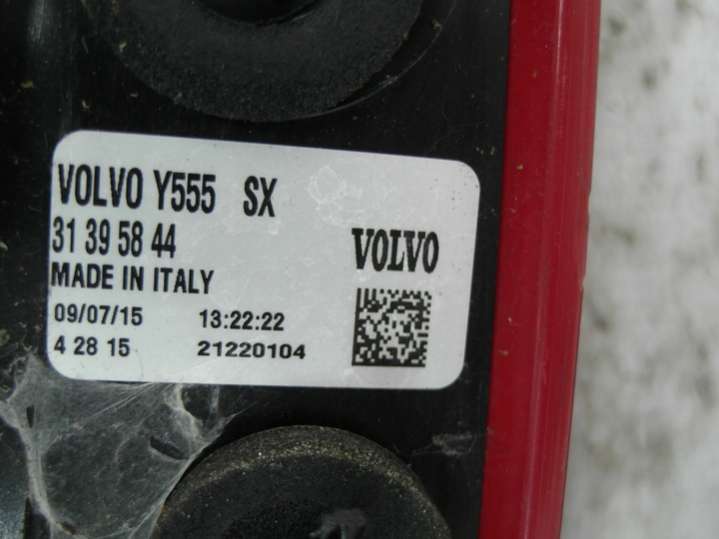 VOLVO Y555 SX
31 39 58 44
VOLVO
MADE IN ITALY
09/07/15 13:22:22
4 28 15 21220104